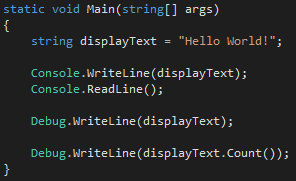 static void Main(string[] args)
{
    string displayText = "Hello World!";

    Console.WriteLine(displayText);
    Console.ReadLine();

    Debug.WriteLine(displayText);

    Debug.WriteLine(displayText.Count());
}